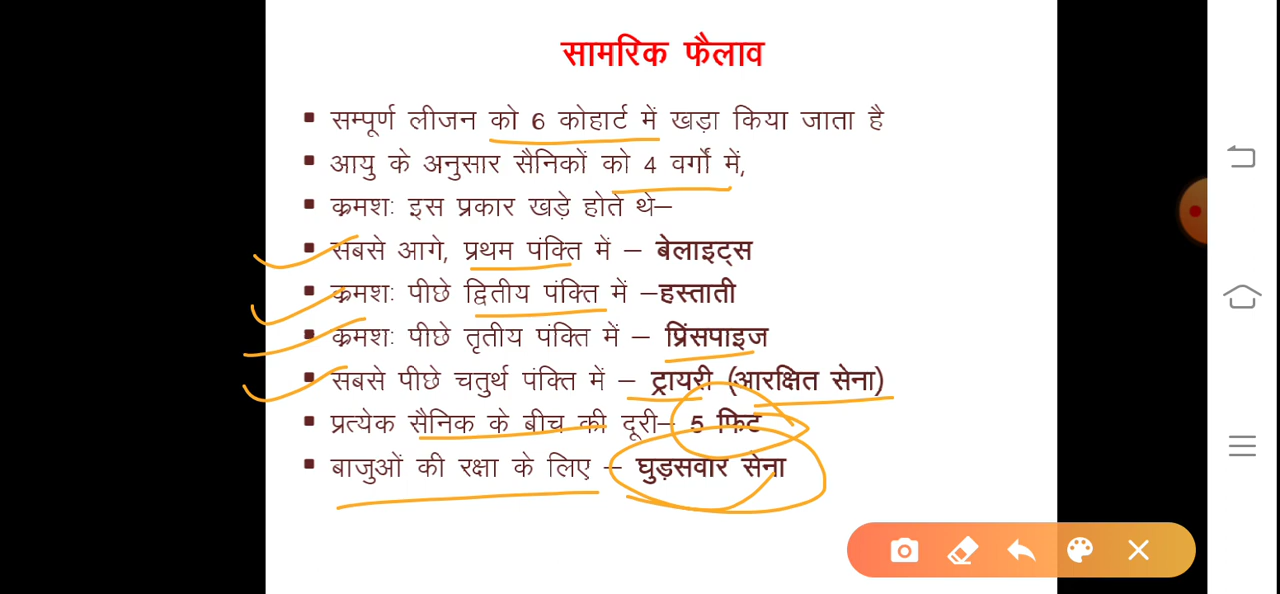 सामरिक फैलाव
▪ सम्पूर्ण लीजन को 6 कोहार्ट में खड़ा किया जाता है
▪ आयु के अनुसार सैनिकों को 4 वर्गों में,
▪ क्रमशः इस प्रकार खड़े होते थे–
▪ सबसे आगे, प्रथम पंक्ति में – बेलाइट्स
▪ क्रमशः पीछे द्वितीय पंक्ति में –हस्ताती
▪ क्रमशः पीछे तृतीय पंक्ति में – प्रिंसपाइज
▪ सबसे पीछे चतुर्थ पंक्ति में – ट्रायरी (आरक्षित सेना)
▪ प्रत्येक सैनिक के बीच की दूरी– 5 फिट
▪ बाजुओं की रक्षा के लिए – घुड़सवार सेना